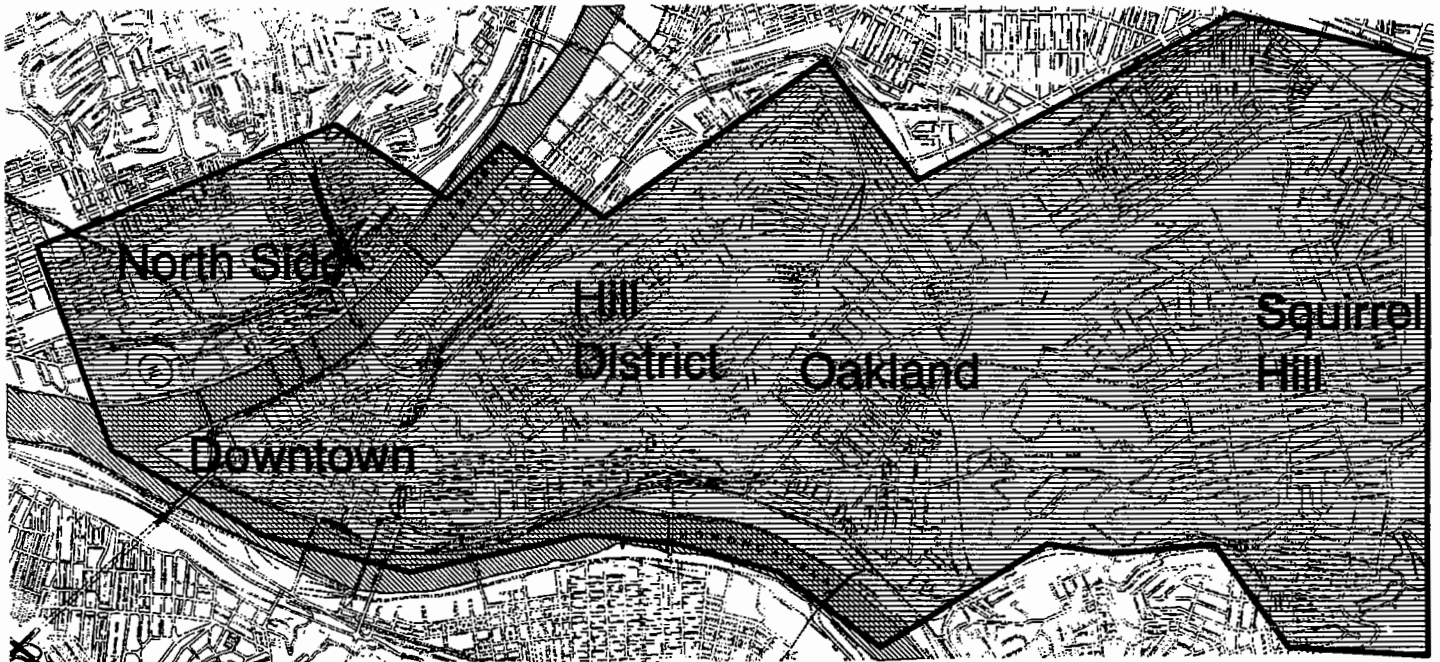 North Side
Hill
District
Oakland
Squirrel
Hill
Downtown